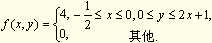 f(x,y) = { 4, -1/2 ≤ x ≤ 0, 0 ≤ y ≤ 2x+1,
0, 其他.